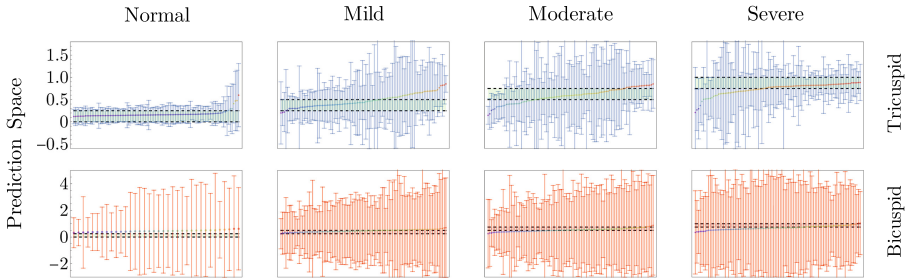 Normal Mild Moderate Severe
1.5
1.0
0.5
0
−0.5
Tricuspid
Prediction Space
4
2
0
−2
Bicuspid